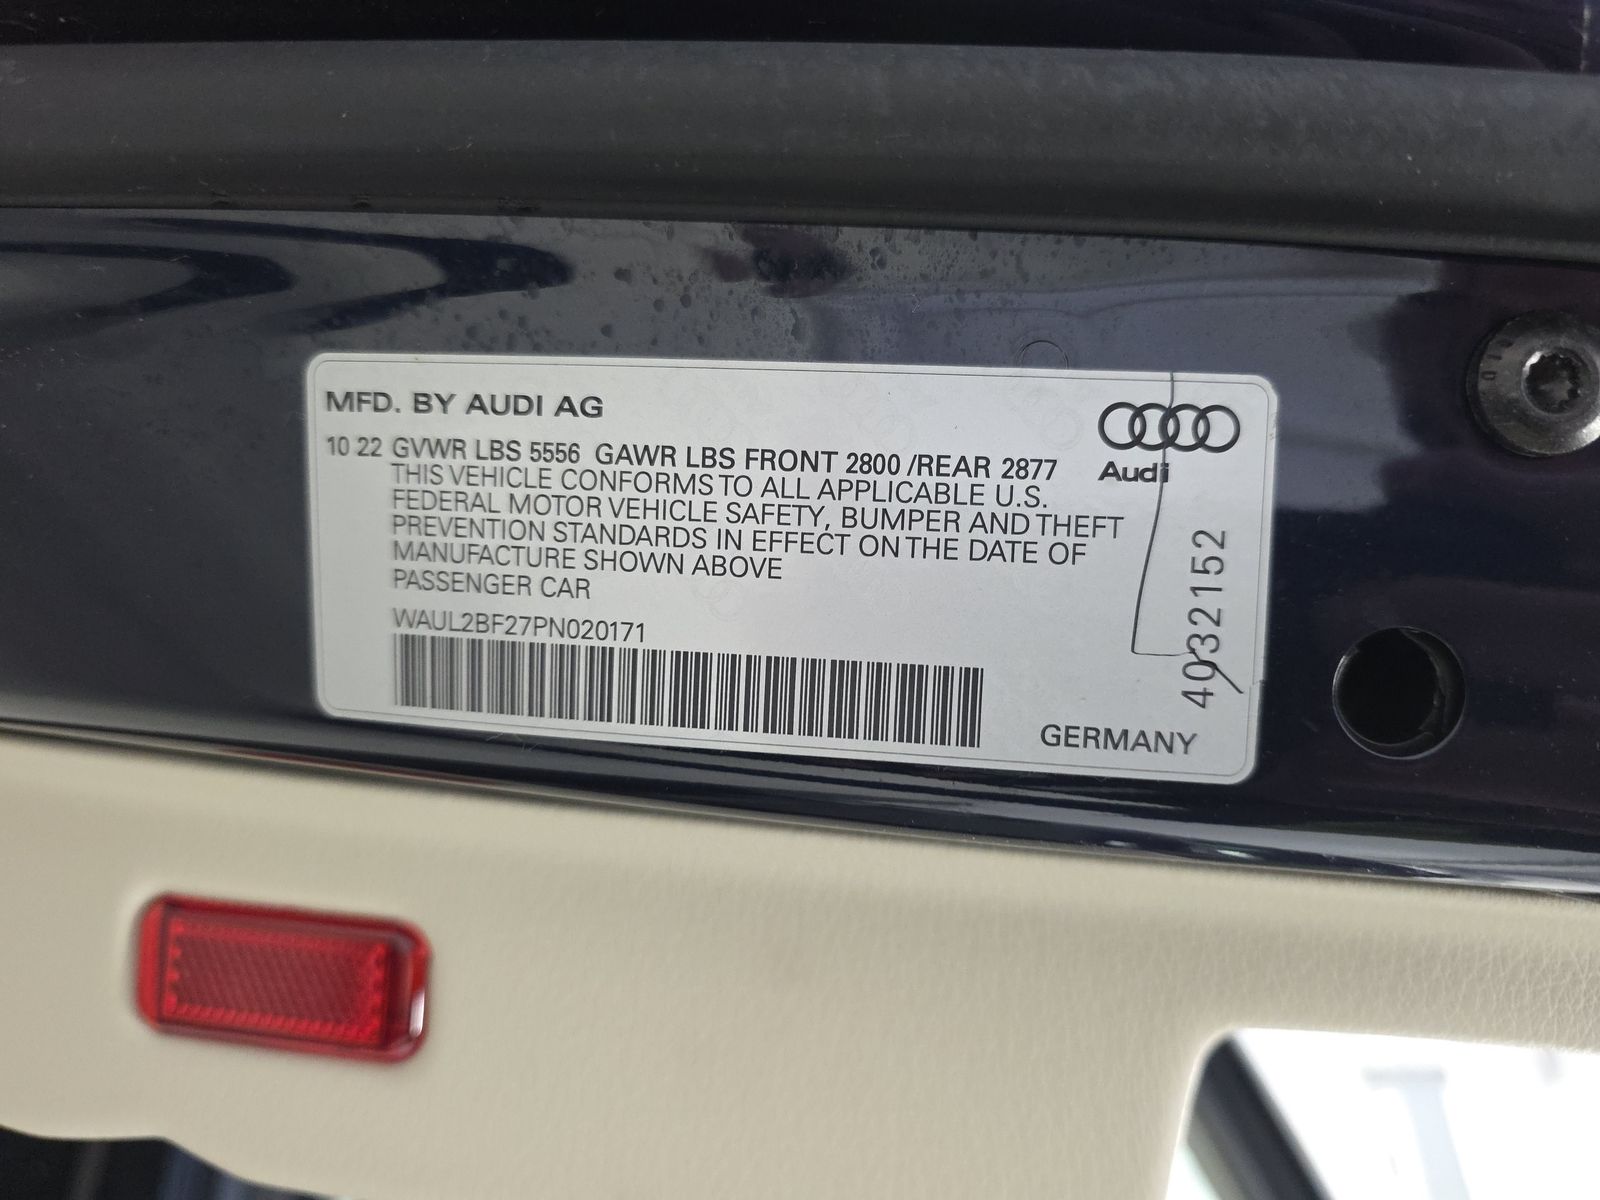 MFD. BY AUDI AG
10 22 GVWR LBS 5556 GAWR LBS FRONT 2800 /REAR 2877
THIS VEHICLE CONFORMS TO ALL APPLICABLE U.S.
FEDERAL MOTOR VEHICLE SAFETY, BUMPER AND THEFT
PREVENTION STANDARDS IN EFFECT ON THE DATE OF
MANUFACTURE SHOWN ABOVE
PASSENGER CAR
WAUL2BF27PN020171
Audi
4032152
GERMANY